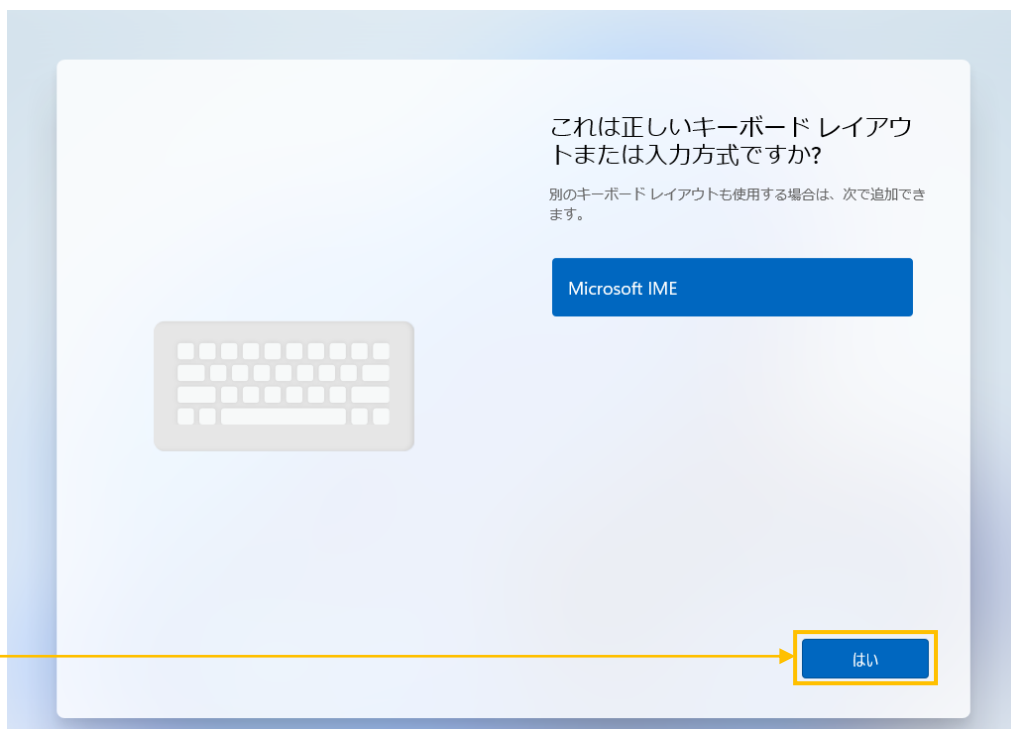 これは正しいキーボード レイアウ
トまたは入力方式ですか?
別のキーボード レイアウトも使用する場合は、次で追加でき
ます。
Microsoft IME
はい